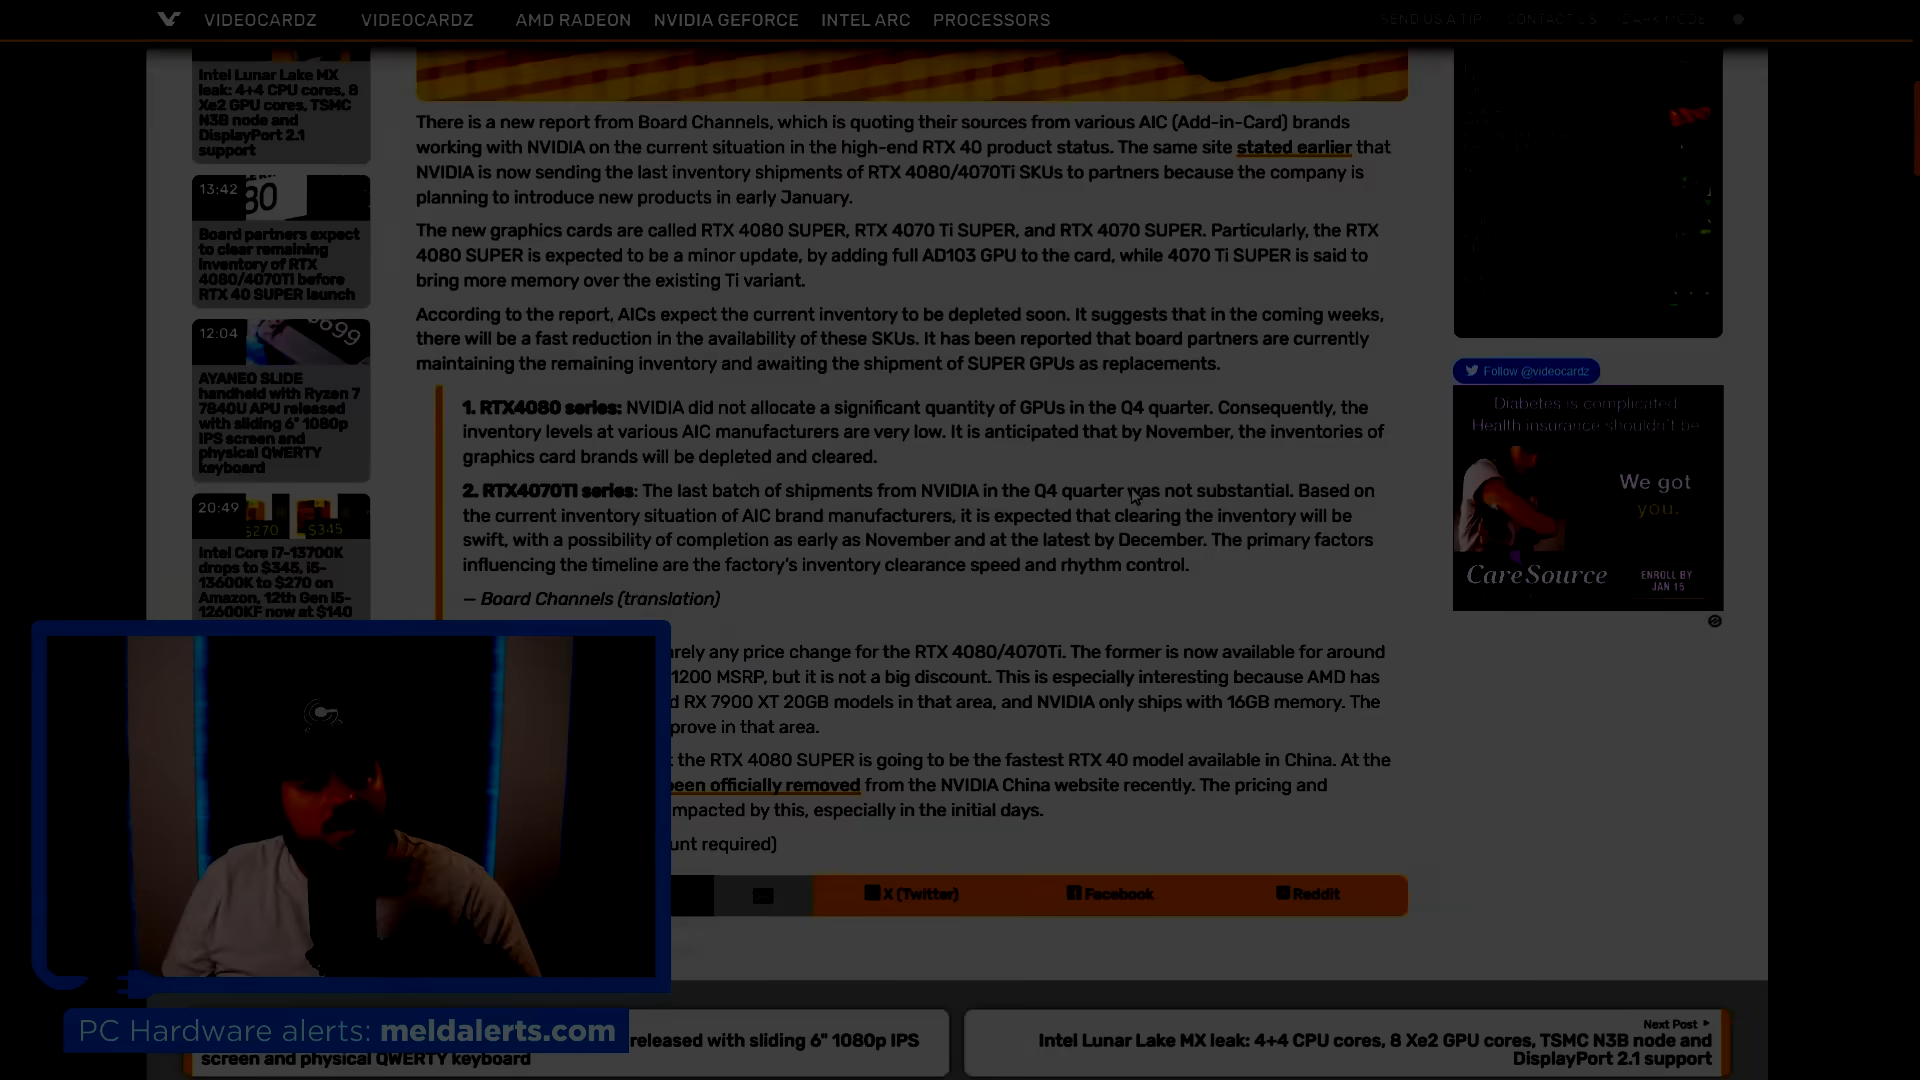 VIDEOCARDZ VIDEOCARDZ AMD RADEON NVIDIA GEFORCE INTEL ARC PROCESSORS SEND US A TIP CONTACT US DARK MODE
Intel Lunar Lake MX
leak: 4+4 CPU cores, 8
Xe2 GPU cores, TSMC
N3B node and
DisplayPort 2.1
support
13:42
80
Board partners expect
to clear remaining
inventory of RTX
4080/4070Ti before
RTX 40 SUPER launch
12:04
$699
AYANEO SLIDE
handheld with Ryzen 7
7840U APU released
with sliding 6" 1080p
IPS screen and
physical QWERTY
keyboard
20:49
$270 $345
Intel Core i7-13700K
drops to $345, i5-
13600K to $270 on
Amazon, 12th Gen i5-
12600KF now at $140
There is a new report from Board Channels, which is quoting their sources from various AIC (Add-in-Card) brands
working with NVIDIA on the current situation in the high-end RTX 40 product status. The same site stated earlier that
NVIDIA is now sending the last inventory shipments of RTX 4080/4070Ti SKUs to partners because the company is
planning to introduce new products in early January.
The new graphics cards are called RTX 4080 SUPER, RTX 4070 Ti SUPER, and RTX 4070 SUPER. Particularly, the RTX
4080 SUPER is expected to be a minor update, by adding full AD103 GPU to the card, while 4070 Ti SUPER is said to
bring more memory over the existing Ti variant.
According to the report, AICs expect the current inventory to be depleted soon. It suggests that in the coming weeks,
there will be a fast reduction in the availability of these SKUs. It has been reported that board partners are currently
maintaining the remaining inventory and awaiting the shipment of SUPER GPUs as replacements.
1. RTX4080 series: NVIDIA did not allocate a significant quantity of GPUs in the Q4 quarter. Consequently, the
inventory levels at various AIC manufacturers are very low. It is anticipated that by November, the inventories of
graphics card brands will be depleted and cleared.
2. RTX4070TI series: The last batch of shipments from NVIDIA in the Q4 quarter was not substantial. Based on
the current inventory situation of AIC brand manufacturers, it is expected that clearing the inventory will be
swift, with a possibility of completion as early as November and at the latest by December. The primary factors
influencing the timeline are the factory's inventory clearance speed and rhythm control.
— Board Channels (translation)
rely any price change for the RTX 4080/4070Ti. The former is now available for around
1200 MSRP, but it is not a big discount. This is especially interesting because AMD has
d RX 7900 XT 20GB models in that area, and NVIDIA only ships with 16GB memory. The
prove in that area.
the RTX 4080 SUPER is going to be the fastest RTX 40 model available in China. At the
een officially removed from the NVIDIA China website recently. The pricing and
mpacted by this, especially in the initial days.
unt required)
X (Twitter) Facebook Reddit
Follow @videocardz
Diabetes is complicated.
Health insurance shouldn't be.
We got
you.
CareSource
ENROLL BY
JAN 15
PC Hardware alerts: meldalerts.com
released with sliding 6" 1080p IPS
screen and physical QWERTY keyboard
Next Post
Intel Lunar Lake MX leak: 4+4 CPU cores, 8 Xe2 GPU cores, TSMC N3B node and
DisplayPort 2.1 support